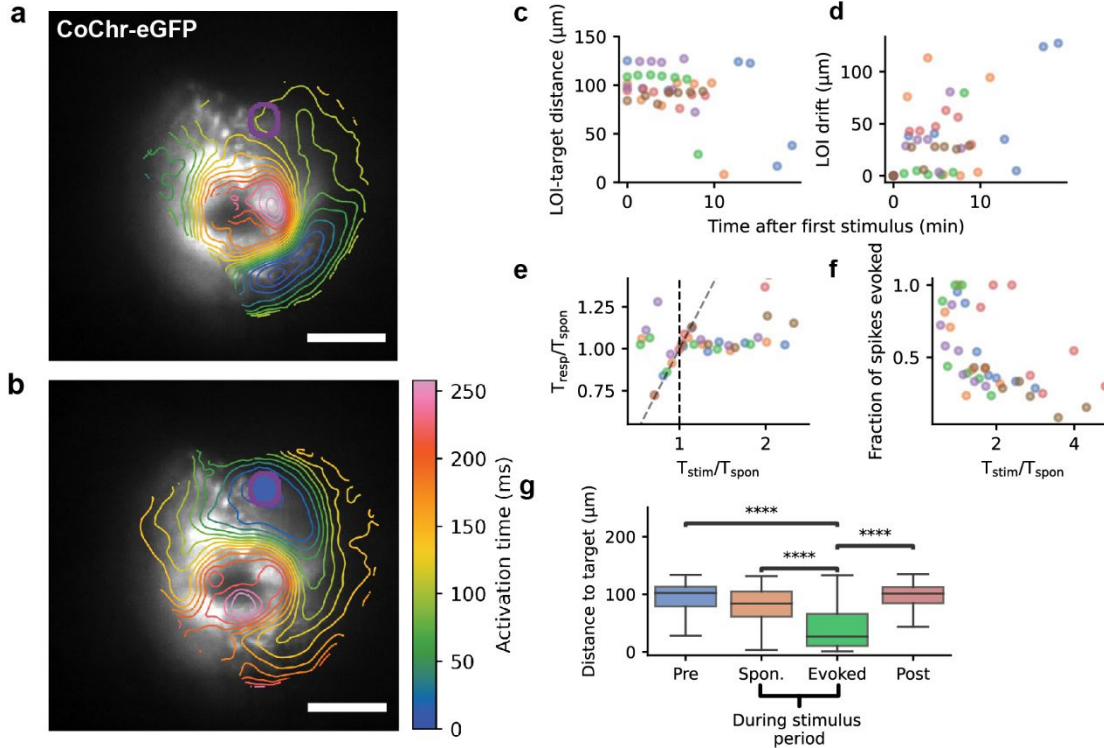 a
CoChr-eGFP
b
250
200
150
100
50
0
Activation time (ms)
c
150
100
50
0
LOI-target distance (µm)
0
10
d
100
50
0
LOI drift (µm)
0
10
Time after first stimulus (min)
e
1.25
1.00
0.75
T_resp/T_spon
1
2
T_stim/T_spon
f
1.0
0.5
Fraction of spikes evoked
2
4
T_stim/T_spon
g
200
100
0
Distance to target (µm)
****
****
****
Pre
Spon.
Evoked
Post
During stimulus
period